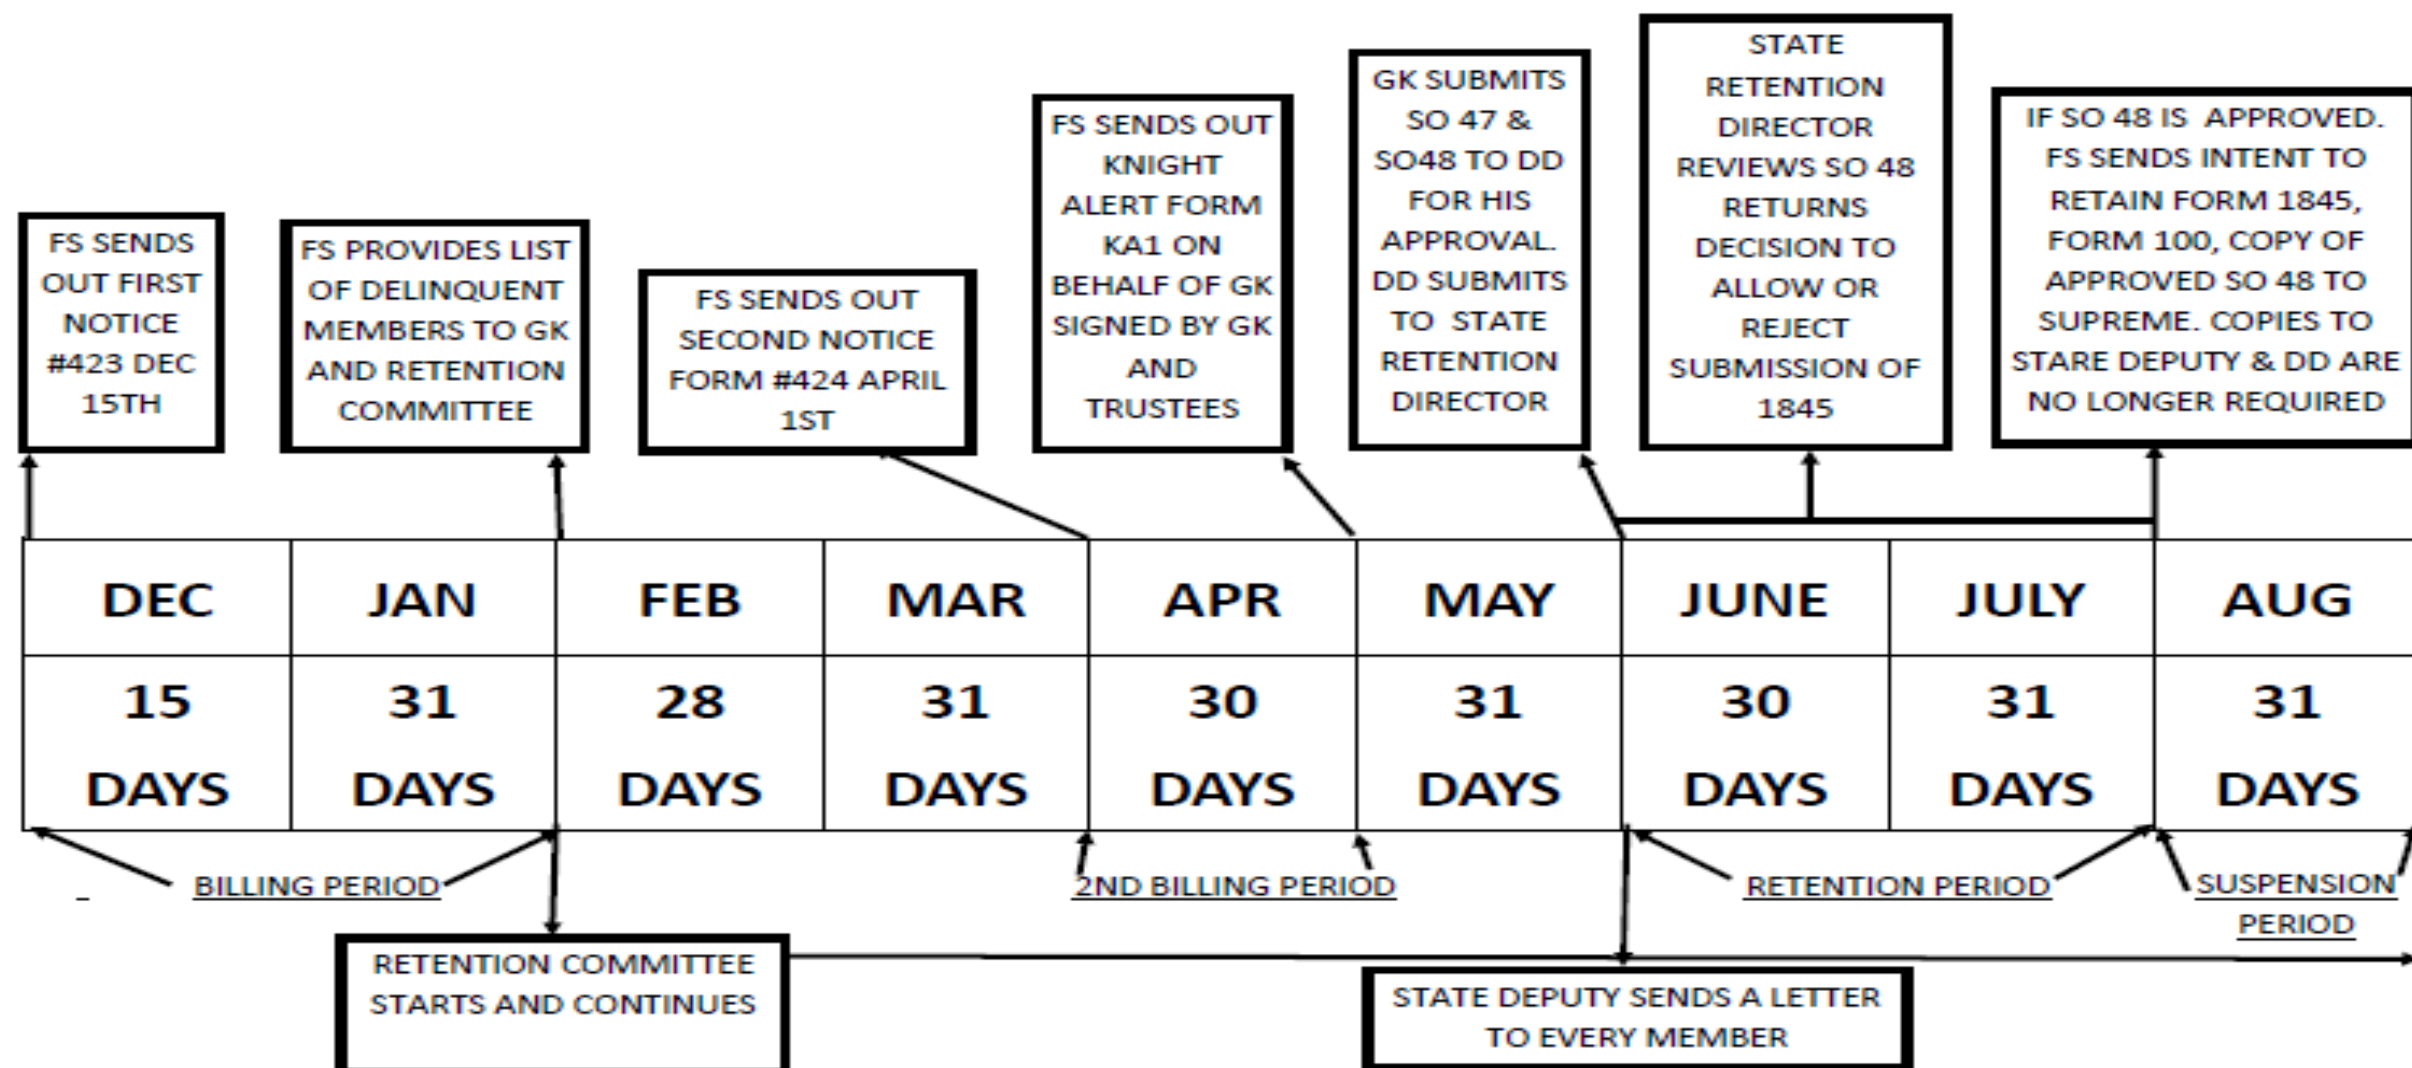 FS SENDS
OUT FIRST
NOTICE
#423 DEC
15TH
FS PROVIDES LIST
OF DELINQUENT
MEMBERS TO GK
AND RETENTION
COMMITTEE
FS SENDS OUT
SECOND NOTICE
FORM #424 APRIL
1ST
FS SENDS OUT
KNIGHT
ALERT FORM
KA1 ON
BEHALF OF GK
SIGNED BY GK
AND
TRUSTEES
GK SUBMITS
SO 47 &
SO48 TO DD
FOR HIS
APPROVAL.
DD SUBMITS
TO STATE
RETENTION
DIRECTOR
STATE
RETENTION
DIRECTOR
REVIEWS SO 48
RETURNS
DECISION TO
ALLOW OR
REJECT
SUBMISSION OF
1845
IF SO 48 IS APPROVED.
FS SENDS INTENT TO
RETAIN FORM 1845,
FORM 100, COPY OF
APPROVED SO 48 TO
SUPREME. COPIES TO
STARE DEPUTY & DD ARE
NO LONGER REQUIRED
DEC JAN FEB MAR APR MAY JUNE JULY AUG
15 31 28 31 30 31 30 31 31
DAYS DAYS DAYS DAYS DAYS DAYS DAYS DAYS DAYS
BILLING PERIOD
2ND BILLING PERIOD
RETENTION PERIOD
SUSPENSION
PERIOD
RETENTION COMMITTEE
STARTS AND CONTINUES
STATE DEPUTY SENDS A LETTER
TO EVERY MEMBER